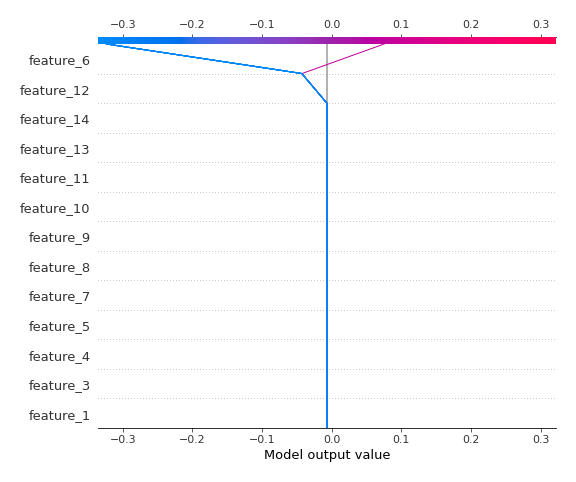 −0.3 −0.2 −0.1 0.0 0.1 0.2 0.3
feature_6
feature_12
feature_14
feature_13
feature_11
feature_10
feature_9
feature_8
feature_7
feature_5
feature_4
feature_3
feature_1
−0.3 −0.2 −0.1 0.0 0.1 0.2 0.3
Model output value